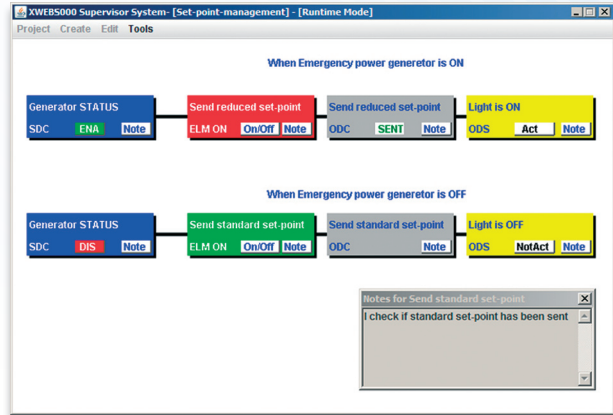 XWEBS000 Supervisor System- [Set-point-management] - [Runtime Mode]
Project Create Edit Tools
When Emergency power generetor is ON
Generator STATUS
SDC ENA Note
Send reduced set-point
ELM ON On/Off Note
Send reduced set-point
ODC SENT Note
Light is ON
ODS Act Note
When Emergency power generetor is OFF
Generator STATUS
SDC DIS Note
Send standard set-point
ELM ON On/Off Note
Send standard set-point
ODC Note
Light is OFF
ODS NotAct Note
Notes for Send standard set-point
I check if standard set-point has been sent